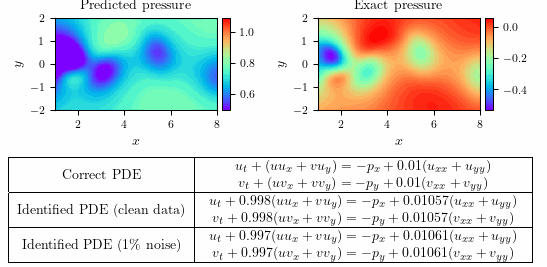 Predicted pressure
Exact pressure
2
1
0
−1
−2
y
2
4
6
8
x
1.0
0.8
0.6
2
1
0
−1
−2
y
2
4
6
8
x
0.0
−0.2
−0.4
Correct PDE
u_t + (uu_x + vu_y) = −p_x + 0.01(u_xx + u_yy)
v_t + (uv_x + vv_y) = −p_y + 0.01(v_xx + v_yy)
Identified PDE (clean data)
u_t + 0.998(uu_x + vu_y) = −p_x + 0.01057(u_xx + u_yy)
v_t + 0.998(uv_x + vv_y) = −p_y + 0.01057(v_xx + v_yy)
Identified PDE (1% noise)
u_t + 0.997(uu_x + vu_y) = −p_x + 0.01061(u_xx + u_yy)
v_t + 0.997(uv_x + vv_y) = −p_y + 0.01061(v_xx + v_yy)